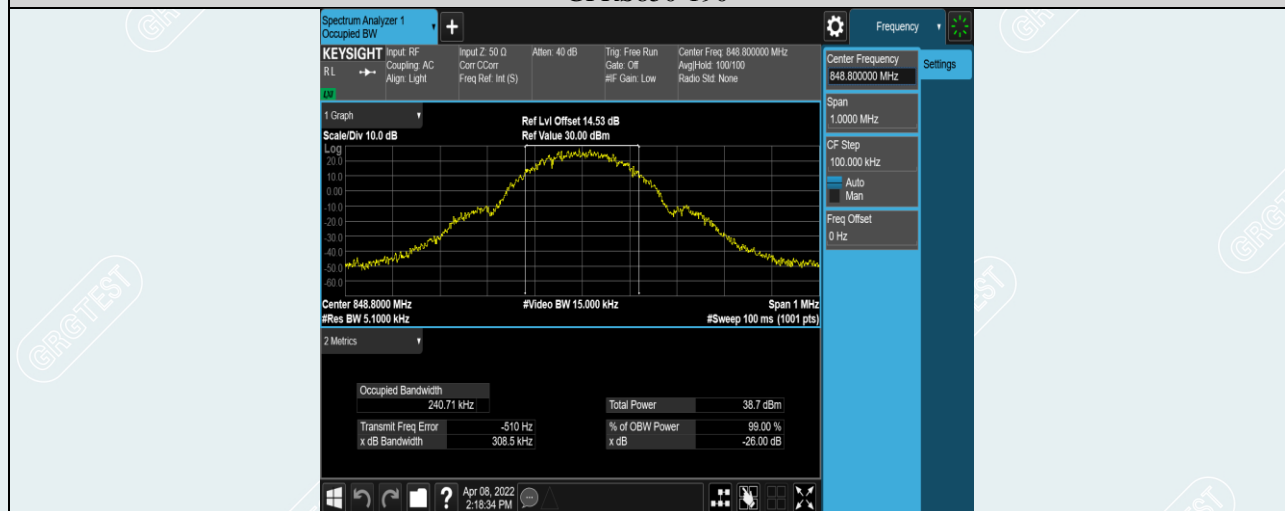 Spectrum Analyzer 1
Occupied BW
+
Frequency
KEYSIGHT
RL
LXI
Input: RF
Coupling: AC
Align: Light
Input Z: 50 Ω
Corr CCorr
Freq Ref: Int (S)
Atten: 40 dB
Trig: Free Run
Gate: Off
#IF Gain: Low
Center Freq: 848.800000 MHz
Avg|Hold: 100/100
Radio Std: None
Center Frequency
848.800000 MHz
Settings
Span
1.0000 MHz
CF Step
100.000 kHz
Auto
Man
Freq Offset
0 Hz
1 Graph
Scale/Div 10.0 dB
Ref Lvl Offset 14.53 dB
Ref Value 30.00 dBm
Log
20.0
10.0
0.00
-10.0
-20.0
-30.0
-40.0
-50.0
-60.0
Center 848.8000 MHz
#Video BW 15.000 kHz
Span 1 MHz
#Res BW 5.1000 kHz
#Sweep 100 ms (1001 pts)
2 Metrics
Occupied Bandwidth
240.71 kHz
Total Power 38.7 dBm
Transmit Freq Error -510 Hz
% of OBW Power 99.00 %
x dB Bandwidth 308.5 kHz
x dB -26.00 dB
?
Apr 08, 2022
2:18:34 PM
GRGTEST
GRGTEST